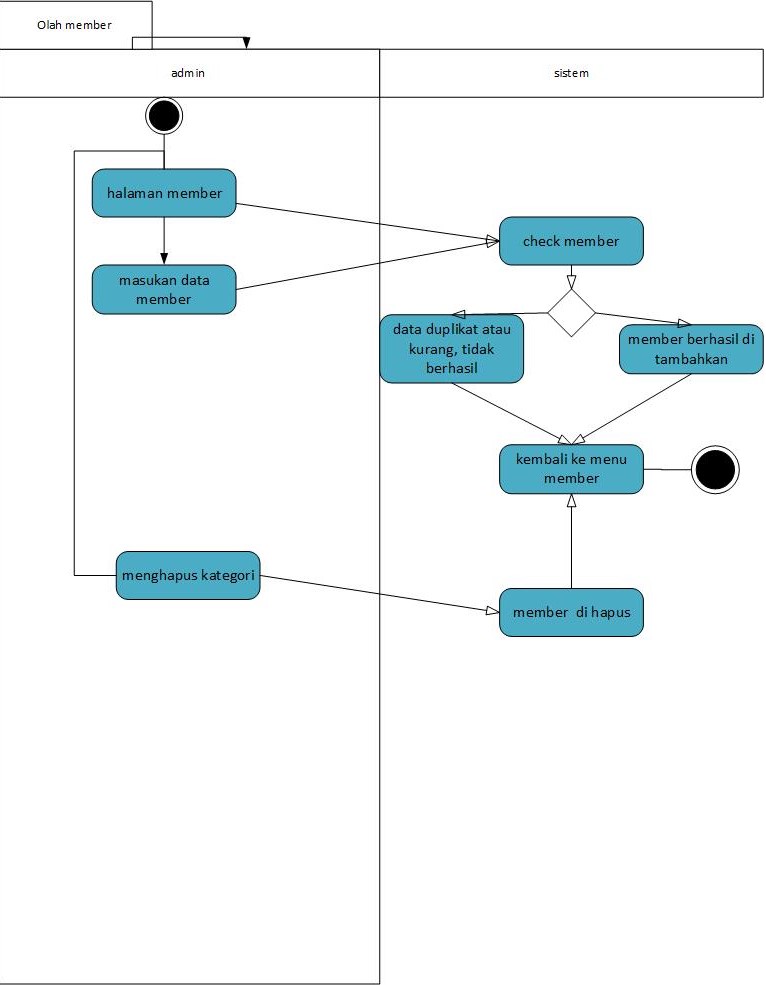 Olah member
admin
sistem
halaman member
check member
masukan data
member
data duplikat atau
kurang, tidak
berhasil
member berhasil di
tambahkan
kembali ke menu
member
menghapus kategori
member  di hapus